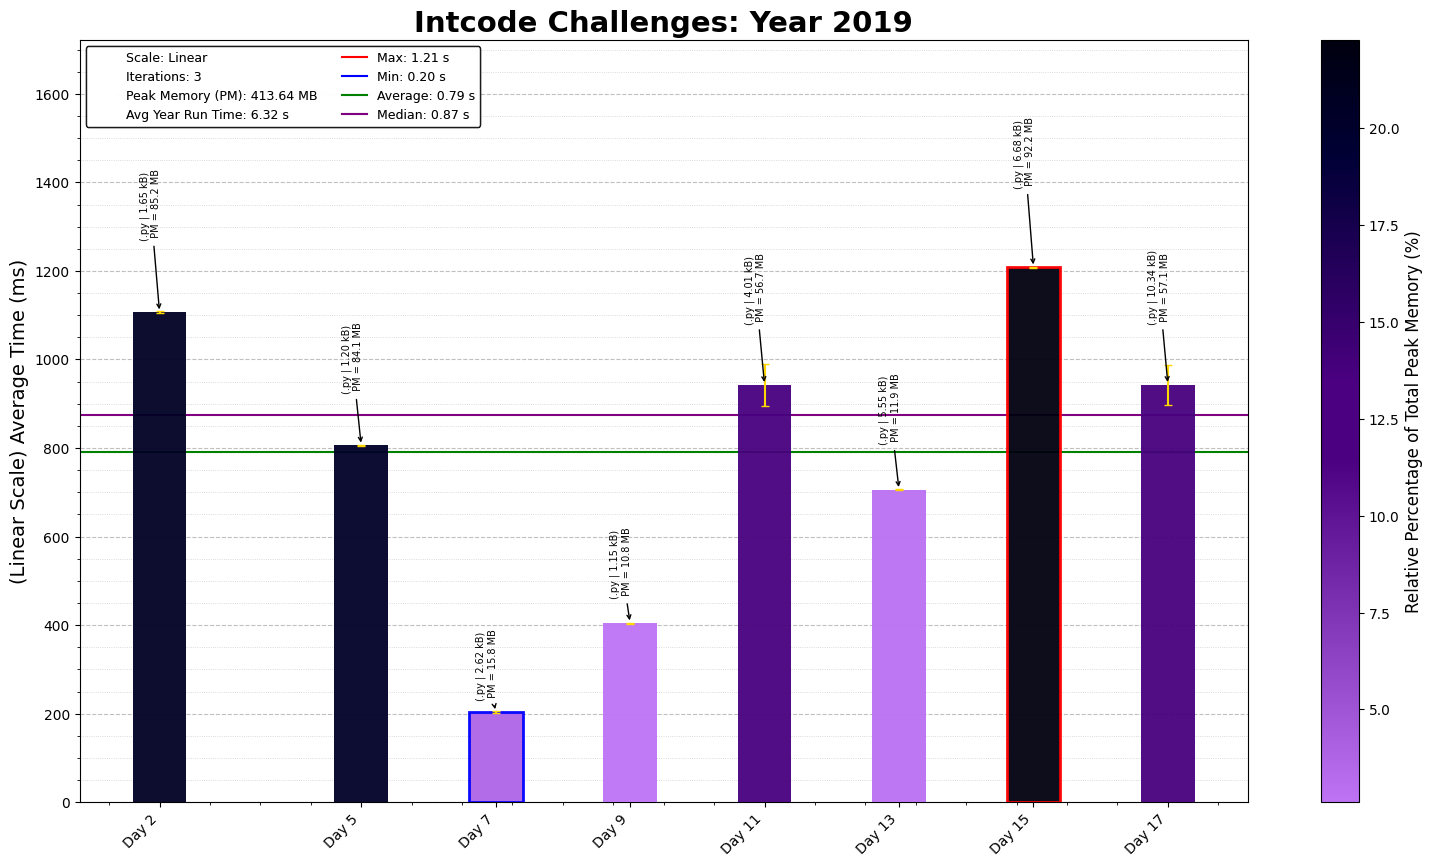 Intcode Challenges: Year 2019
Scale: Linear
Iterations: 3
Peak Memory (PM): 413.64 MB
Avg Year Run Time: 6.32 s
Max: 1.21 s
Min: 0.20 s
Average: 0.79 s
Median: 0.87 s
(Linear Scale) Average Time (ms)
1600
1400
1200
1000
800
600
400
200
0
(.py | 1.65 kB)
PM = 85.2 MB
(.py | 1.20 kB)
PM = 84.1 MB
(.py | 2.62 kB)
PM = 15.8 MB
(.py | 1.15 kB)
PM = 10.8 MB
(.py | 4.01 kB)
PM = 56.7 MB
(.py | 5.55 kB)
PM = 11.9 MB
(.py | 6.68 kB)
PM = 92.2 MB
(.py | 10.34 kB)
PM = 57.1 MB
Day 2
Day 5
Day 7
Day 9
Day 11
Day 13
Day 15
Day 17
20.0
17.5
15.0
12.5
10.0
7.5
5.0
Relative Percentage of Total Peak Memory (%)